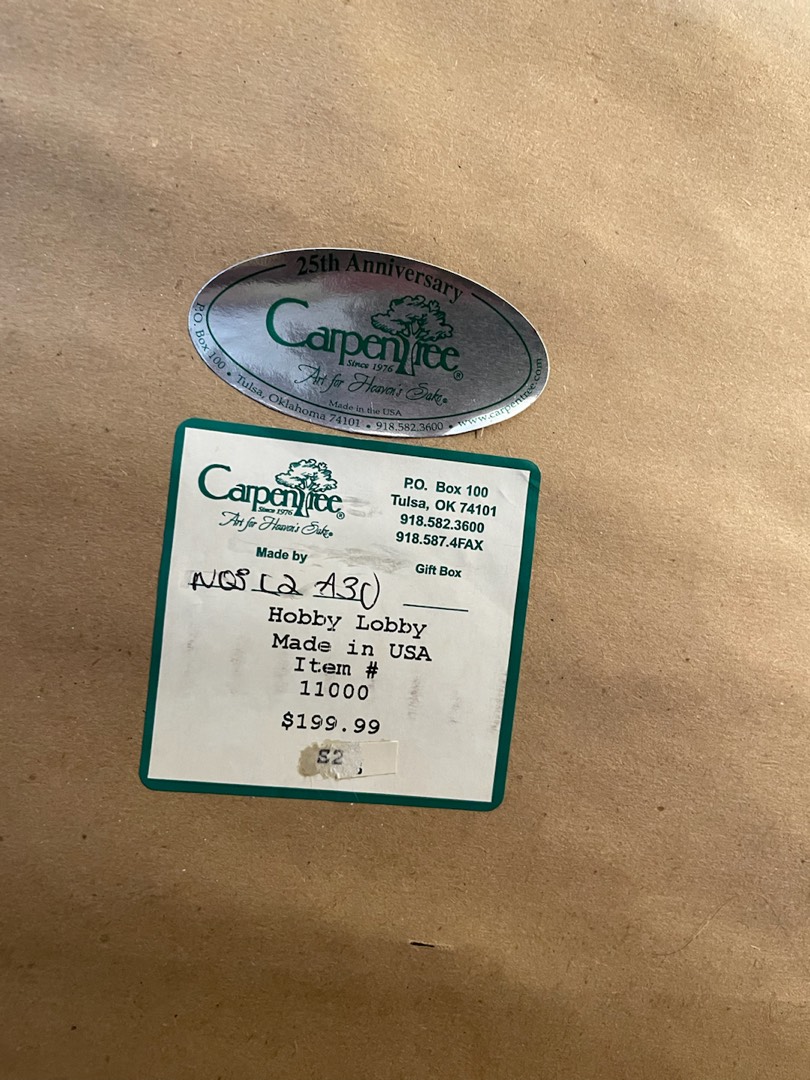 25th Anniversary
CarpenTree®
Since 1976
Art for Heaven's Sake®
Made in the USA
P.O. Box 100 • Tulsa, Oklahoma 74101 • 918.582.3600 • www.carpentree.com
CarpenTree®
Since 1976
Art for Heaven's Sake®
P.O. Box 100
Tulsa, OK 74101
918.582.3600
918.587.4FAX
Made by
Gift Box
Hobby Lobby
Made in USA
Item #
11000
$199.99
S2